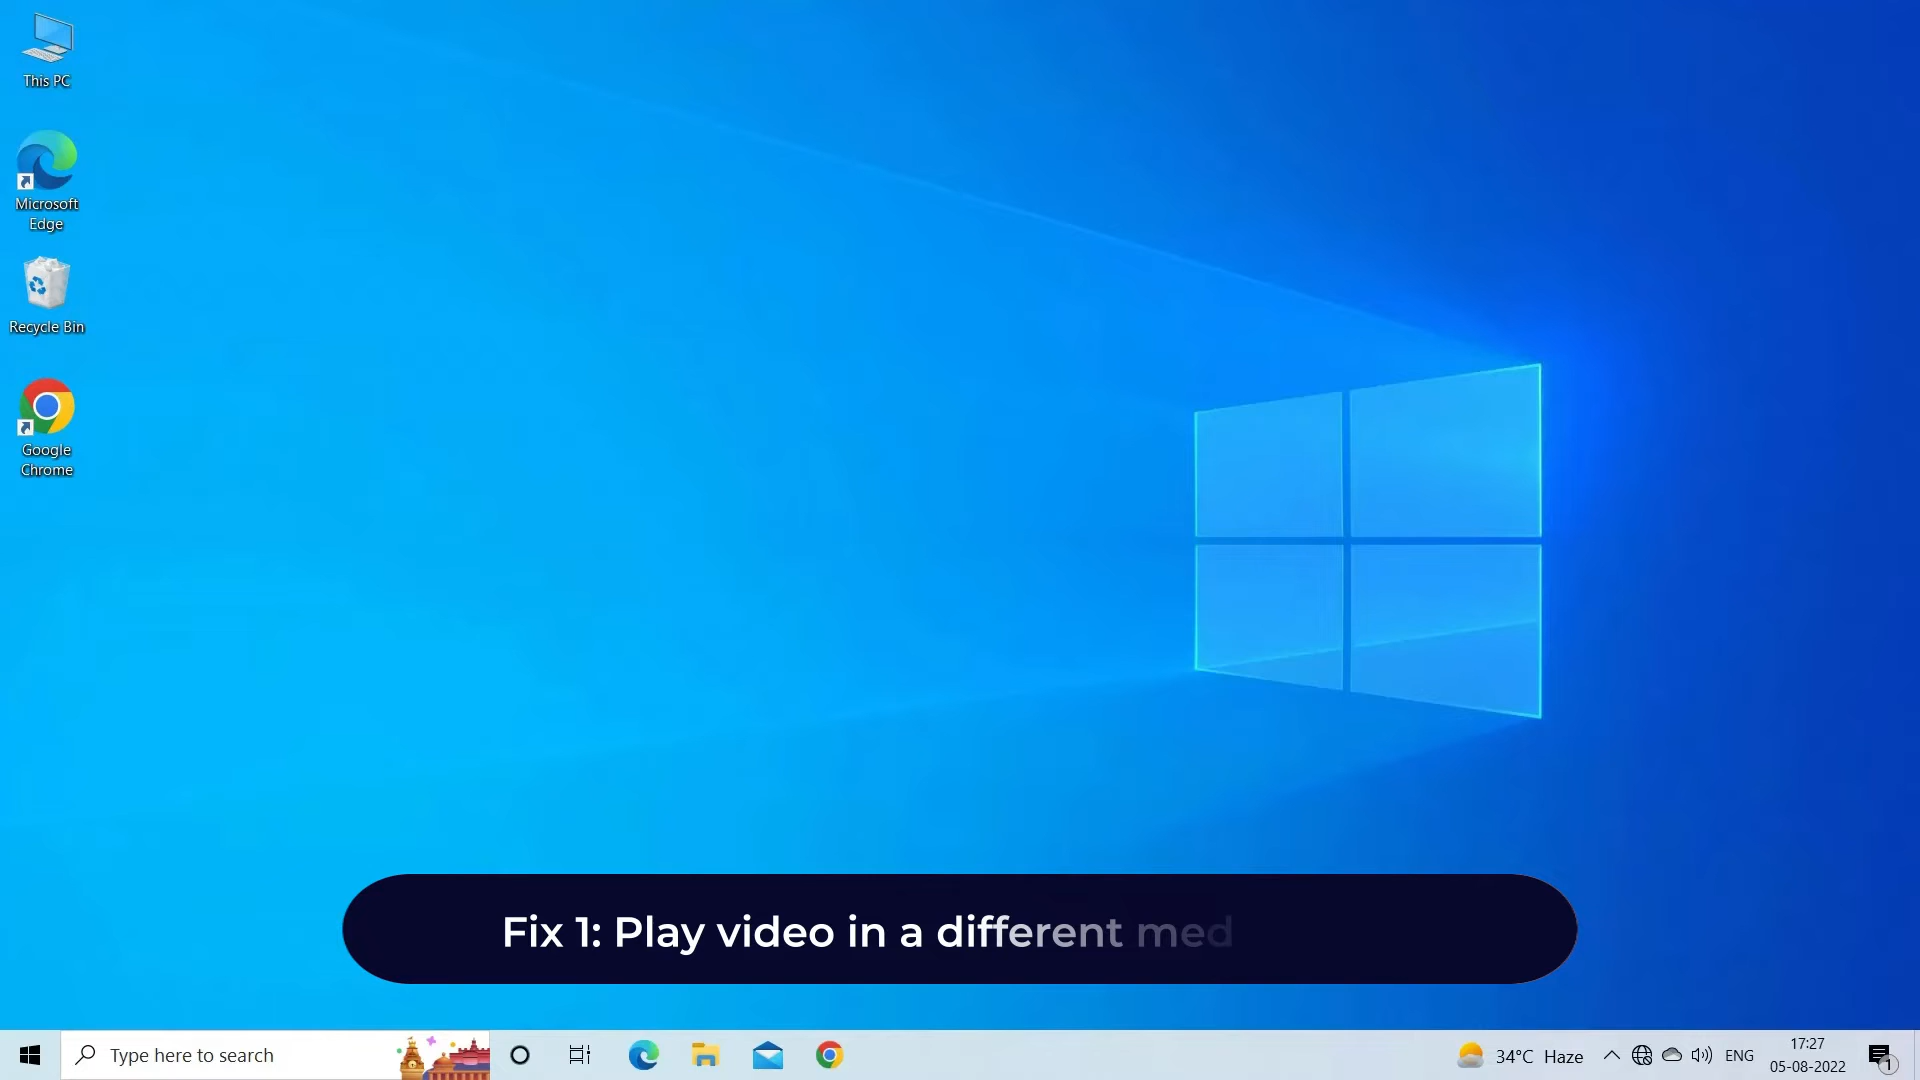 This PC
Microsoft
Edge
Recycle Bin
Google
Chrome
Fix 1: Play video in a different med
Type here to search
34°C Haze
ENG
17:27
05-08-2022
1